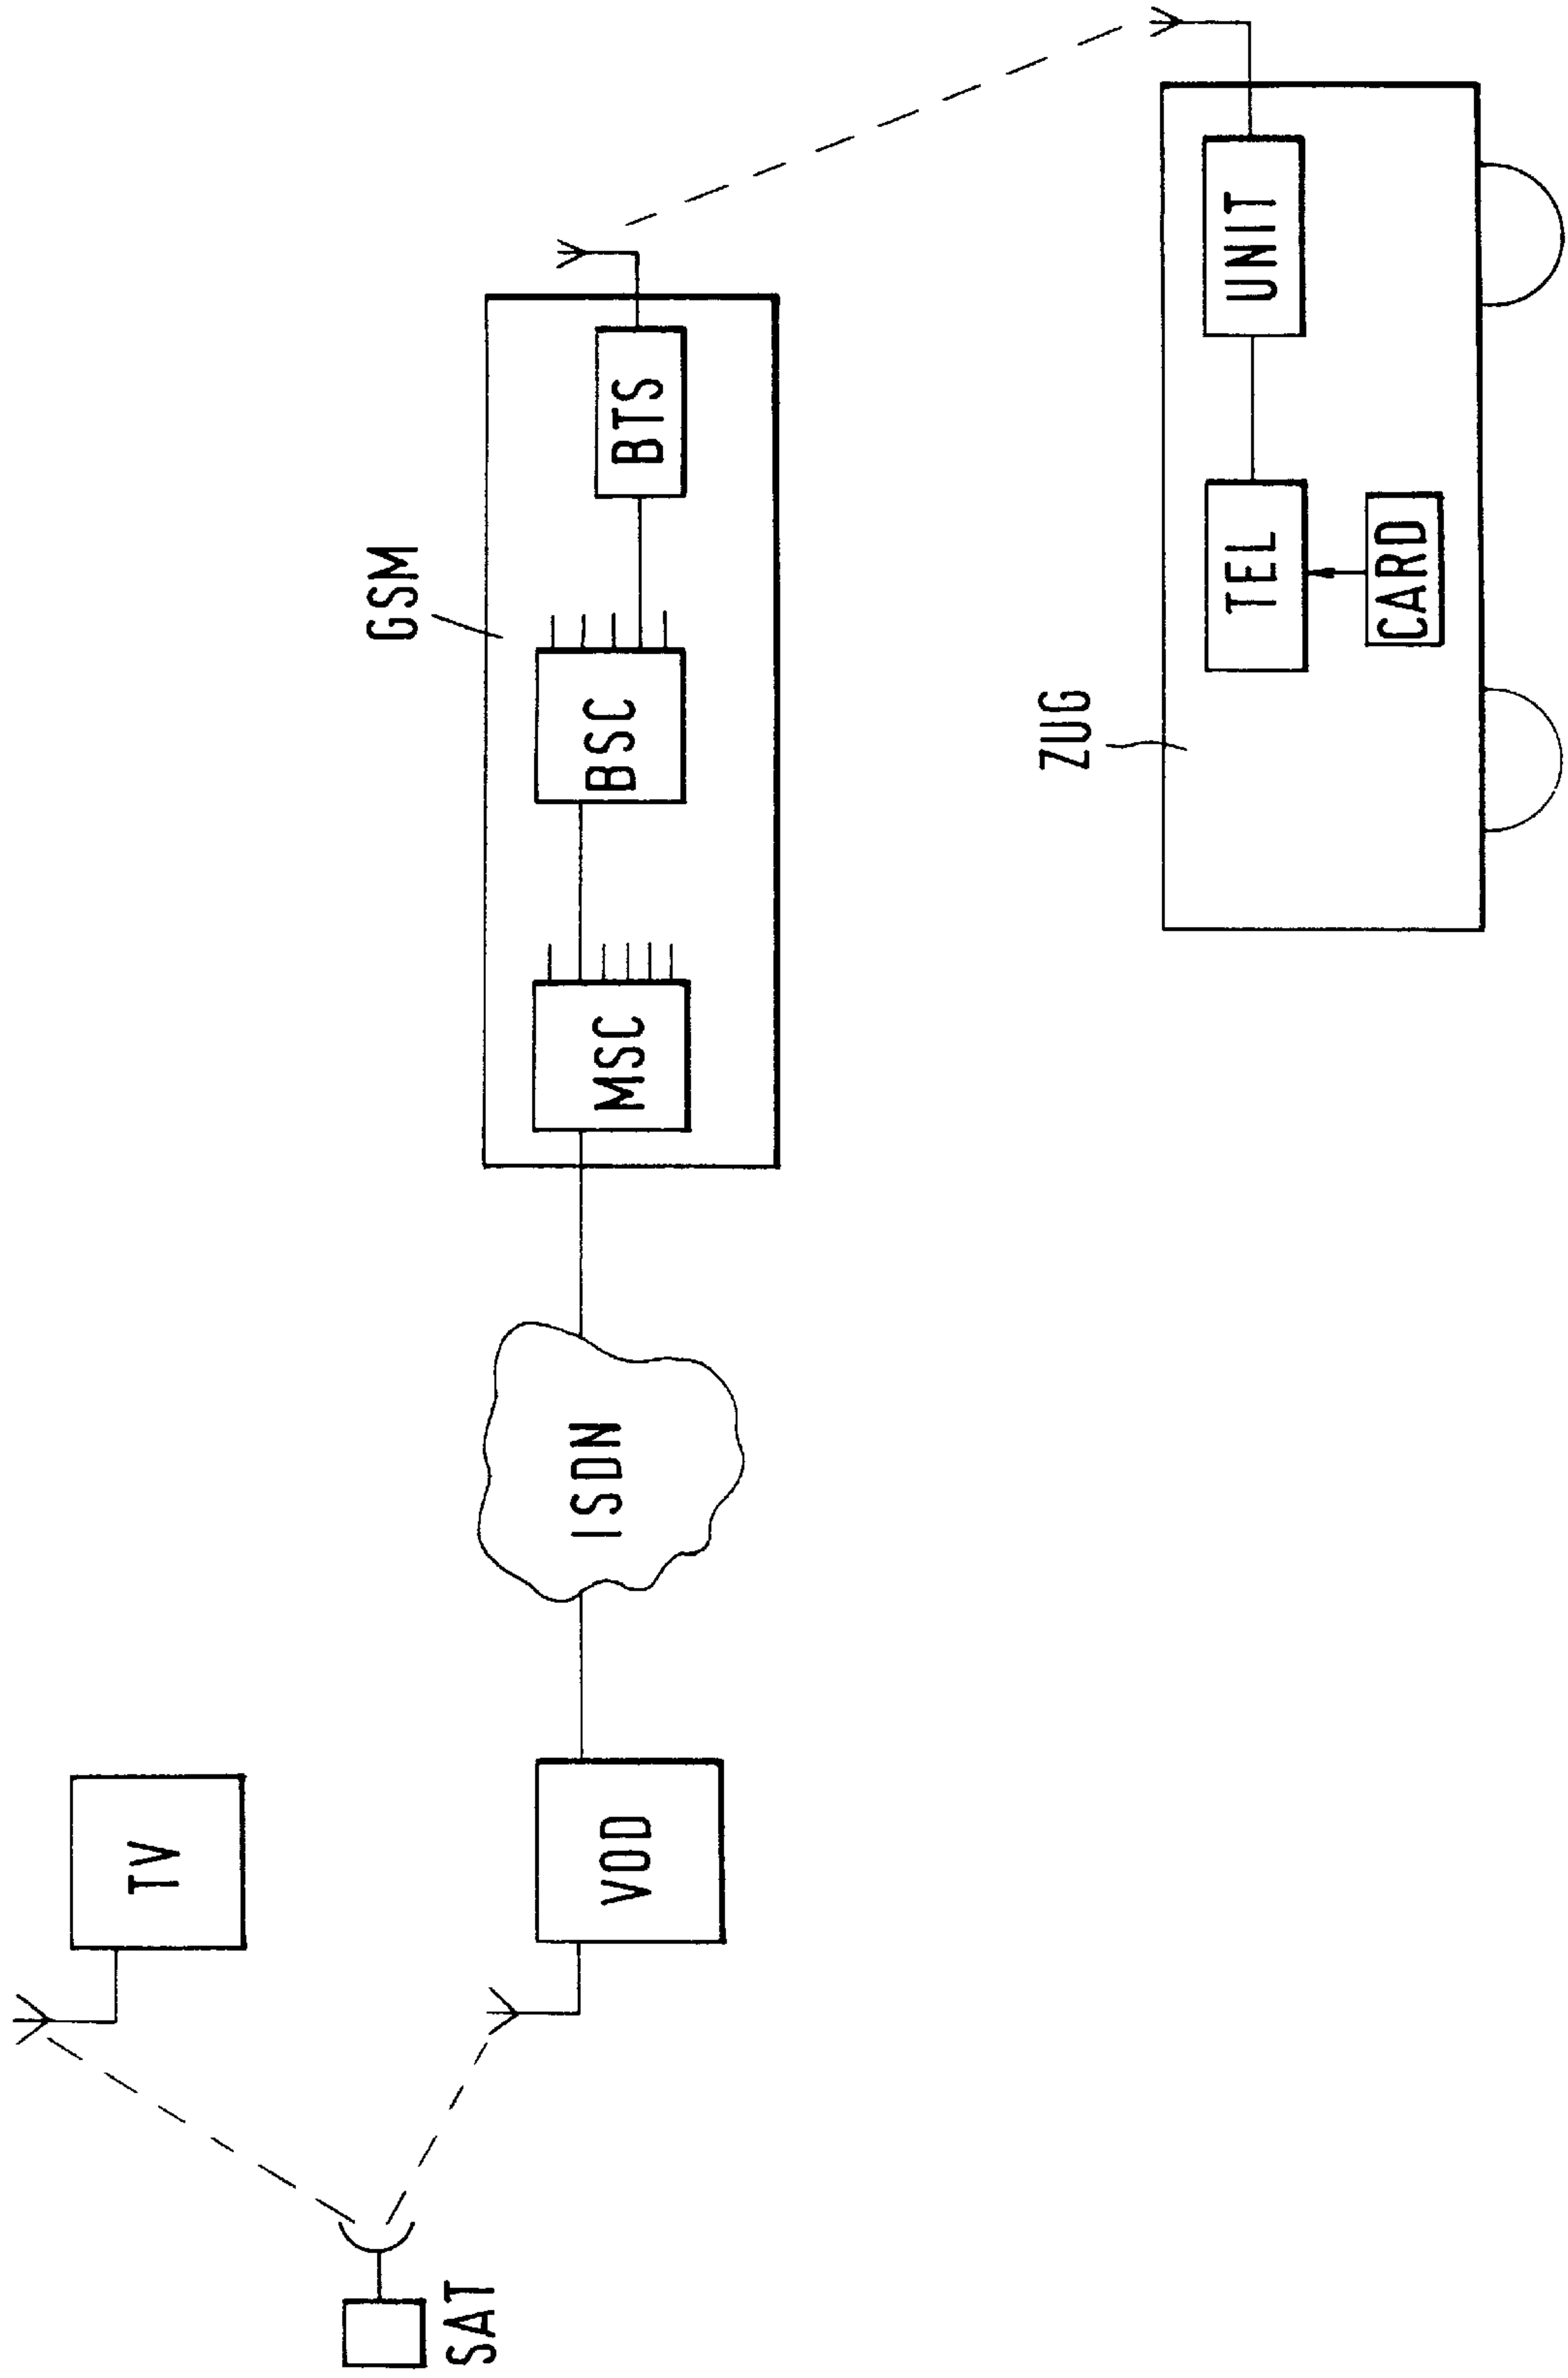 TV
SAT
VOD
ISDN
GSM
MSC
BSC
BTS
ZUG
TEL
UNIT
CARD